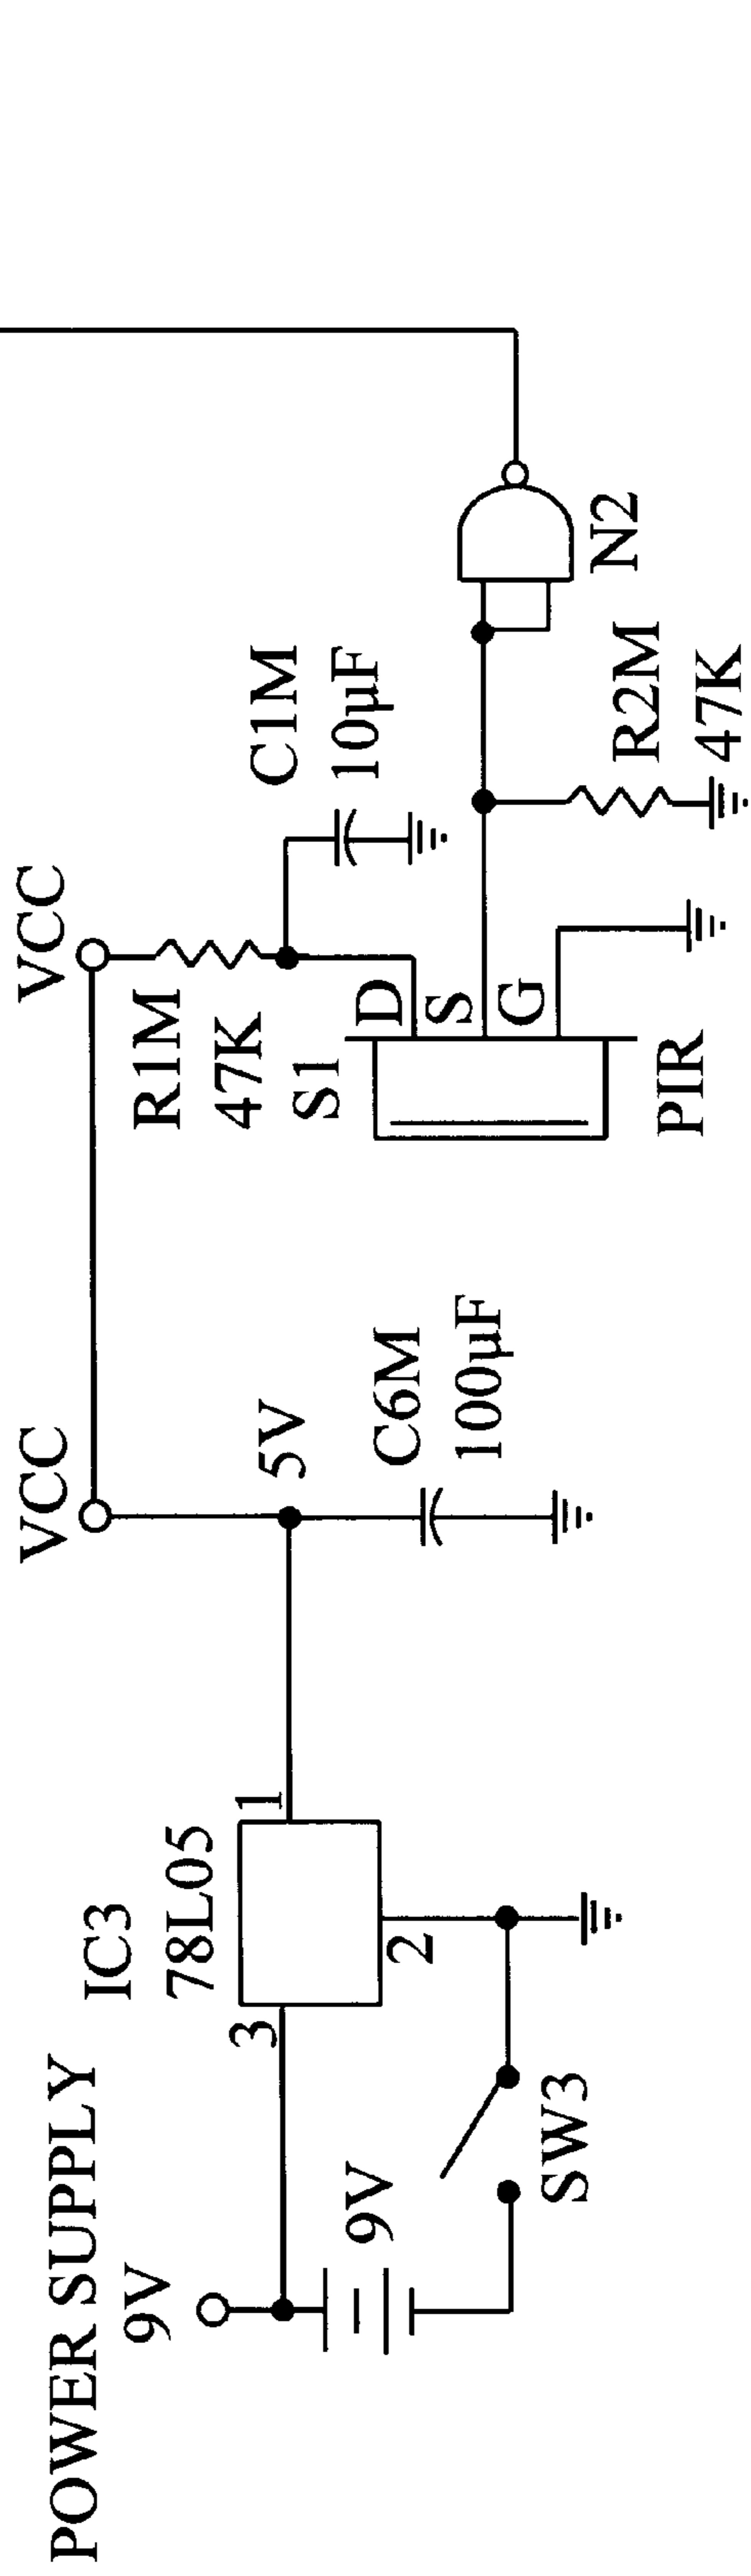 POWER SUPPLY
9V
9V
SW3
IC3
78L05
3
1
2
VCC
5V
C6M
100µF
VCC
R1M
47K
S1
D
S
G
PIR
C1M
10µF
R2M
47K
N2